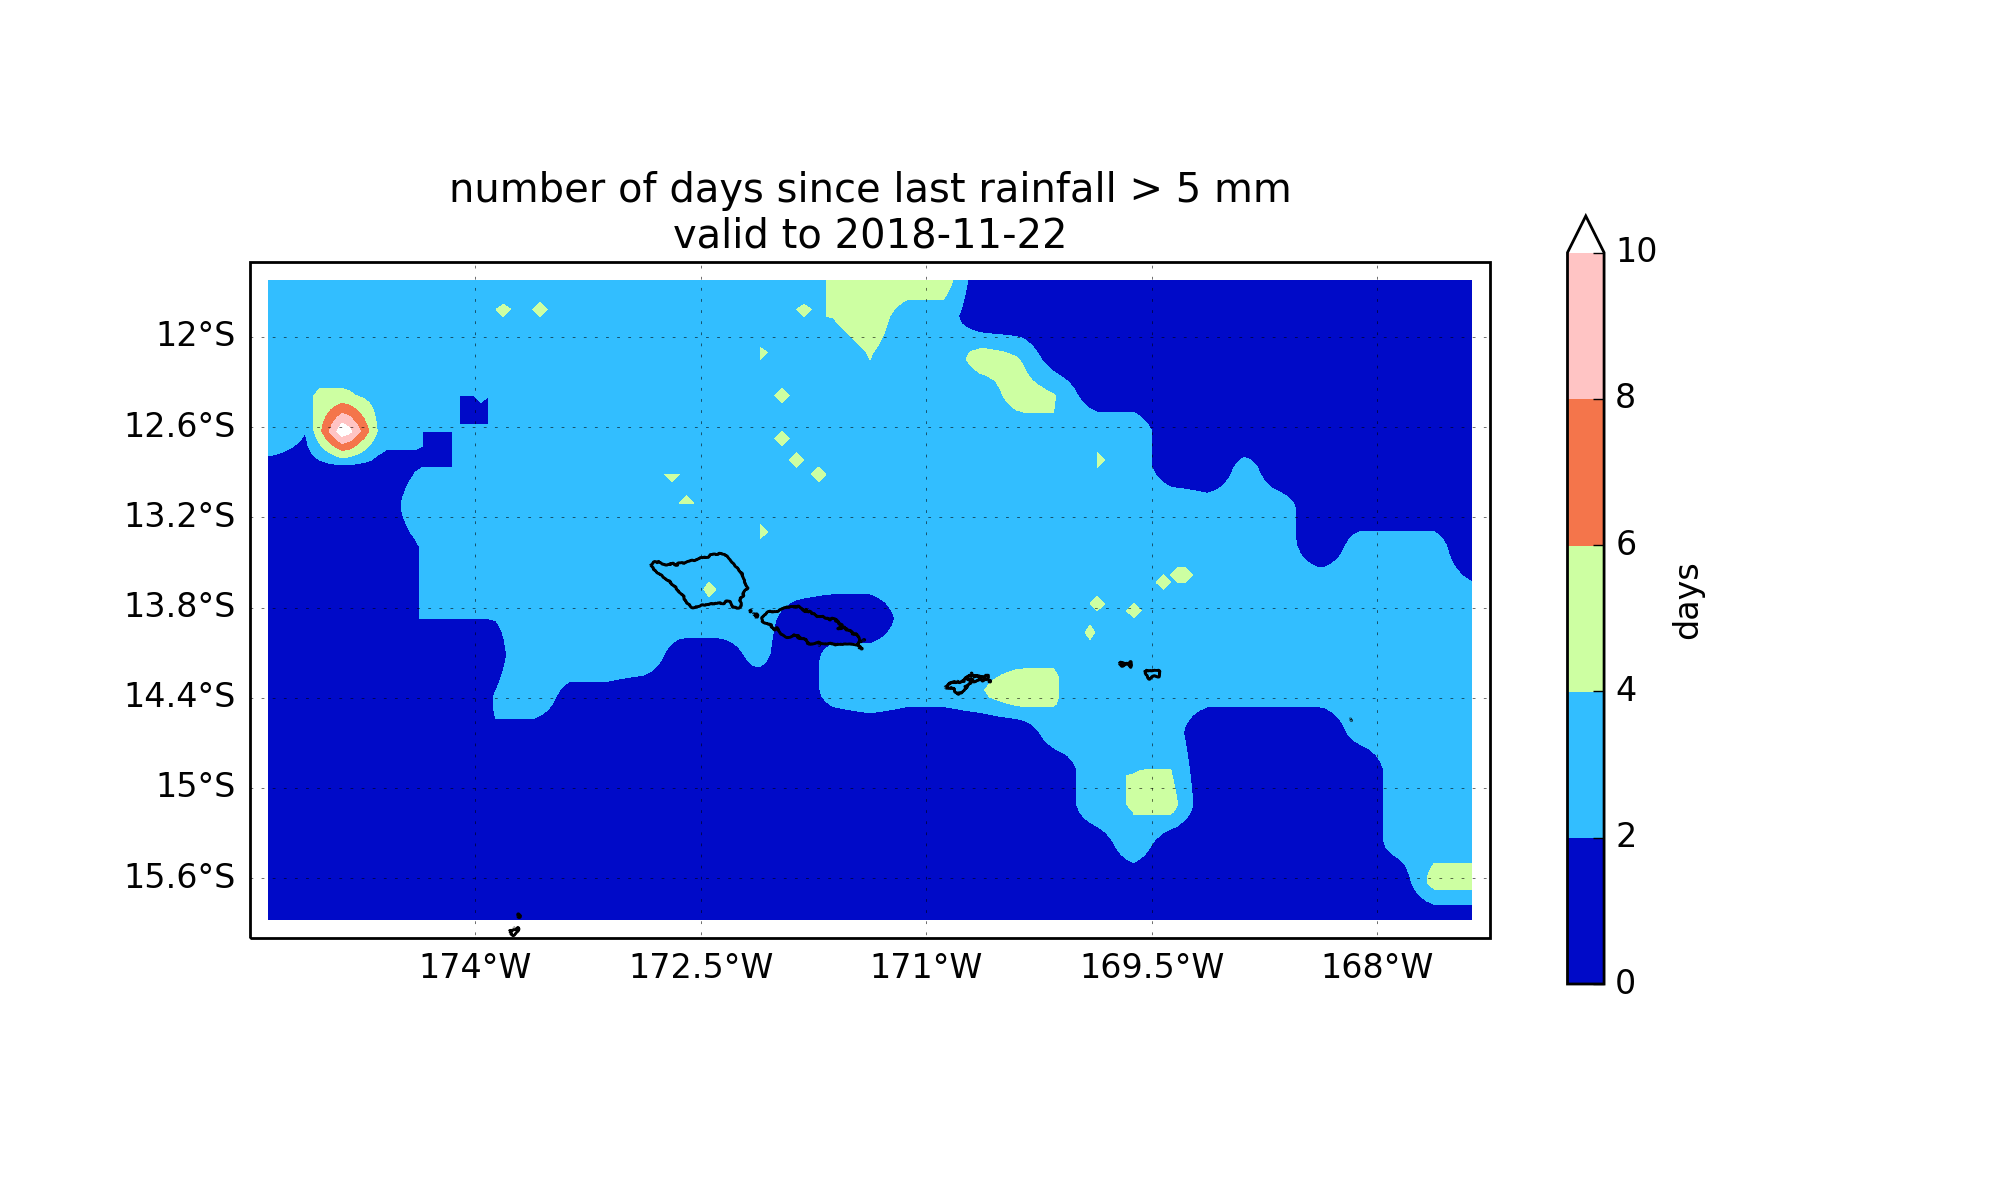 number of days since last rainfall > 5 mm
valid to 2018-11-22
12°S
12.6°S
13.2°S
13.8°S
14.4°S
15°S
15.6°S
174°W 172.5°W 171°W 169.5°W 168°W
10
8
6
4
2
0
days